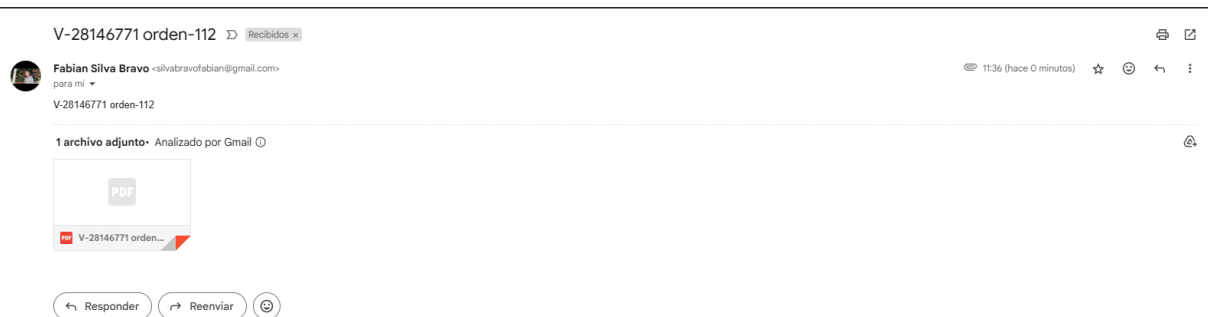 V-28146771 orden-112 Recibidos x
Fabian Silva Bravo <silvabravofabian@gmail.com> 11:36 (hace 0 minutos)
para mí
V-28146771 orden-112
1 archivo adjunto • Analizado por Gmail
PDF
PDF V-28146771 orden...
Responder Reenviar